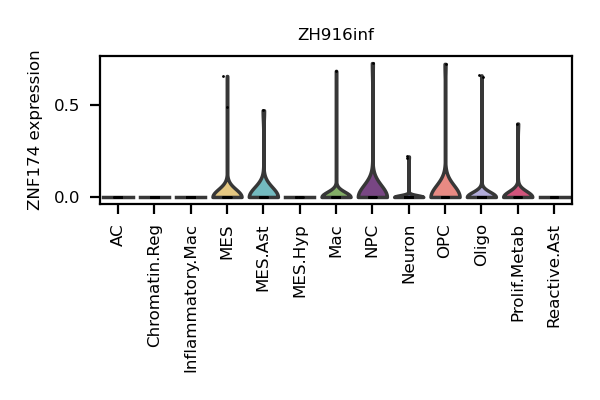 ZH916inf
ZNF174 expression
0.5
0.0
AC
Chromatin.Reg
Inflammatory.Mac
MES
MES.Ast
MES.Hyp
Mac
NPC
Neuron
OPC
Oligo
Prolif.Metab
Reactive.Ast